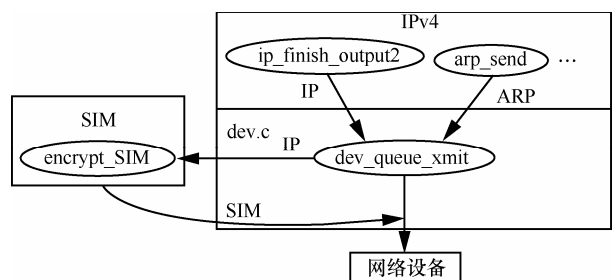 IPv4
ip_finish_output2
arp_send
…
IP
ARP
SIM
dev.c
encrypt_SIM
IP
dev_queue_xmit
SIM
网络设备